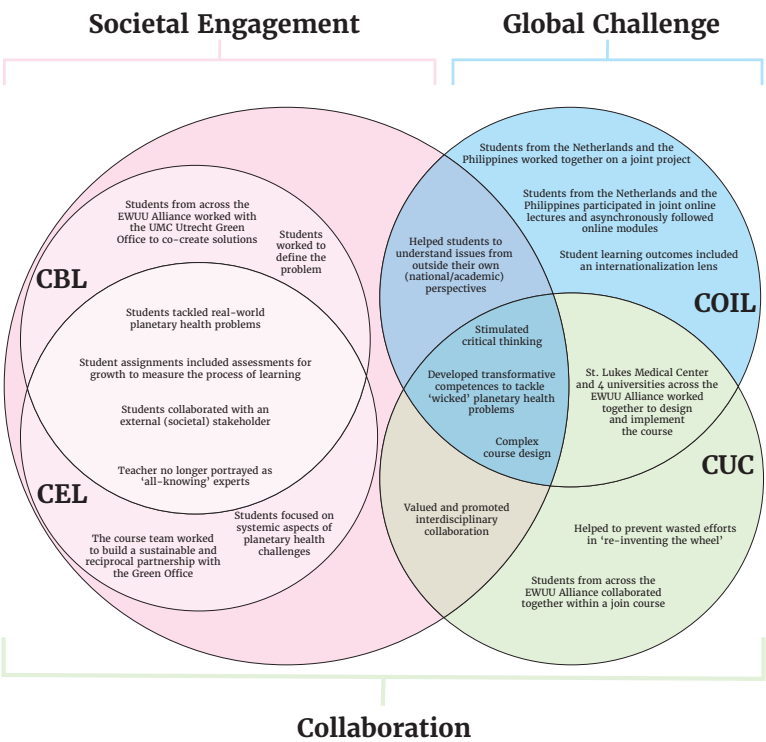 Societal Engagement
Global Challenge
Students from the Netherlands and the
Philippines worked together on a joint project
Students from the Netherlands and the
Philippines participated in joint online
lectures and asynchronously followed
online modules
Student learning outcomes included
an internationalization lens
COIL
Students from across the
EWUU Alliance worked with
the UMC Utrecht Green
Office to co-create solutions
Students
worked to
define the
problem
CBL
Helped students to
understand issues from
outside their own
(national/academic)
perspectives
Students tackled real-world
planetary health problems
Student assignments included assessments for
growth to measure the process of learning
Students collaborated with an
external (societal) stakeholder
Teacher no longer portrayed as
‘all-knowing’ experts
Stimulated
critical thinking
Developed transformative
competences to tackle
‘wicked’ planetary health
problems
Complex
course design
St. Lukes Medical Center
and 4 universities across the
EWUU Alliance worked
together to design
and implement
the course
CUC
CEL
Students focused on
systemic aspects of
planetary health
challenges
The course team worked
to build a sustainable and
reciprocal partnership with
the Green Office
Valued and promoted
interdisciplinary
collaboration
Helped to prevent wasted efforts
in ‘re-inventing the wheel’
Students from across the
EWUU Alliance collaborated
together within a join course
Collaboration